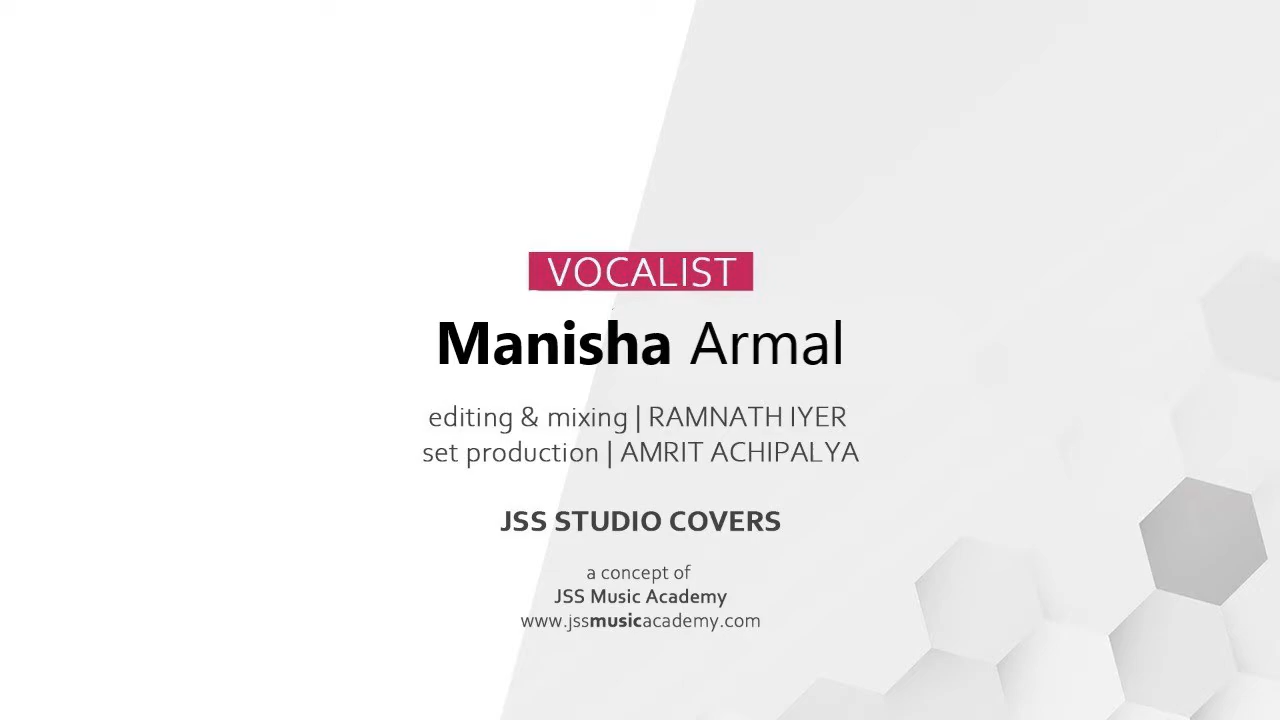 VOCALIST
Manisha Armal
editing & mixing | RAMNATH IYER
set production | AMRIT ACHIPALYA
JSS STUDIO COVERS
a concept of
JSS Music Academy
www.jssmusicacademy.com